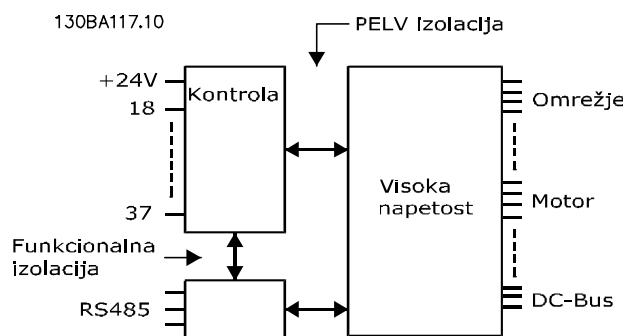 130BA117.10
PELV izolacija
+24V
Kontrola
18
Omrežje
Visoka
napetost
Motor
37
Funkcionalna
izolacija
RS485
DC-Bus